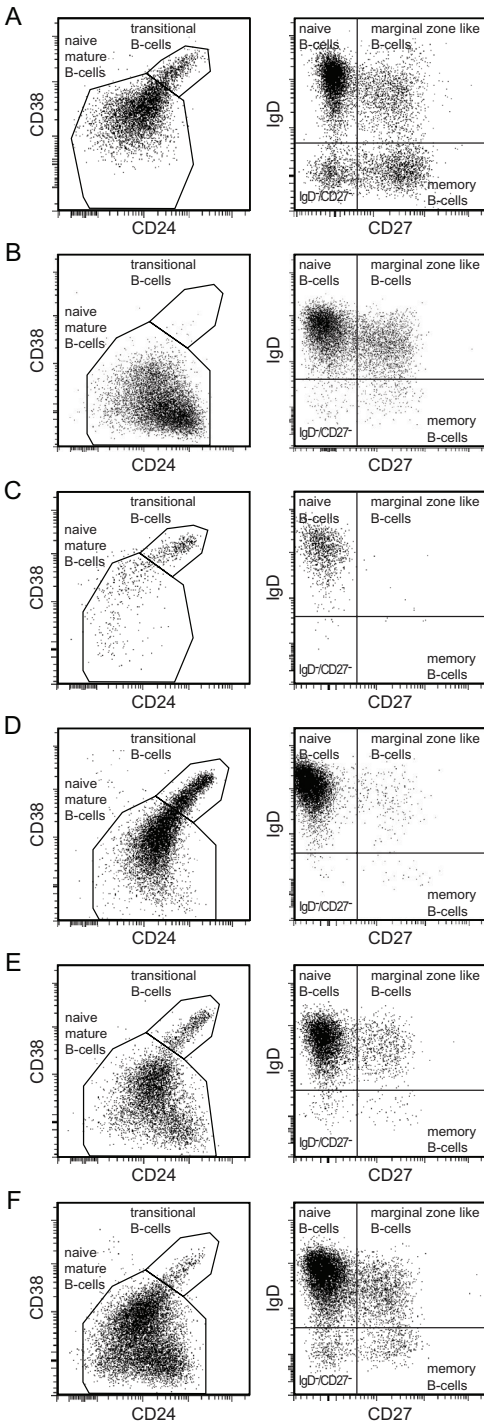 A
naive
mature
B-cells
transitional
B-cells
CD38
CD24
naive
B-cells
marginal zone like
B-cells
IgD
IgD-/CD27-
memory
B-cells
CD27
B
transitional
B-cells
naive
mature
B-cells
CD38
CD24
naive
B-cells
marginal zone like
B-cells
IgD
IgD-/CD27-
memory
B-cells
CD27
C
transitional
B-cells
naive
mature
B-cells
CD38
CD24
naive
B-cells
marginal zone like
B-cells
IgD
IgD-/CD27-
memory
B-cells
CD27
D
transitional
B-cells
naive
mature
B-cells
CD38
CD24
naive
B-cells
marginal zone like
B-cells
IgD
IgD-/CD27-
memory
B-cells
CD27
E
transitional
B-cells
naive
mature
B-cells
CD38
CD24
naive
B-cells
marginal zone like
B-cells
IgD
IgD-/CD27-
memory
B-cells
CD27
F
transitional
B-cells
naive
mature
B-cells
CD38
CD24
naive
B-cells
marginal zone like
B-cells
IgD
IgD-/CD27-
memory
B-cells
CD27